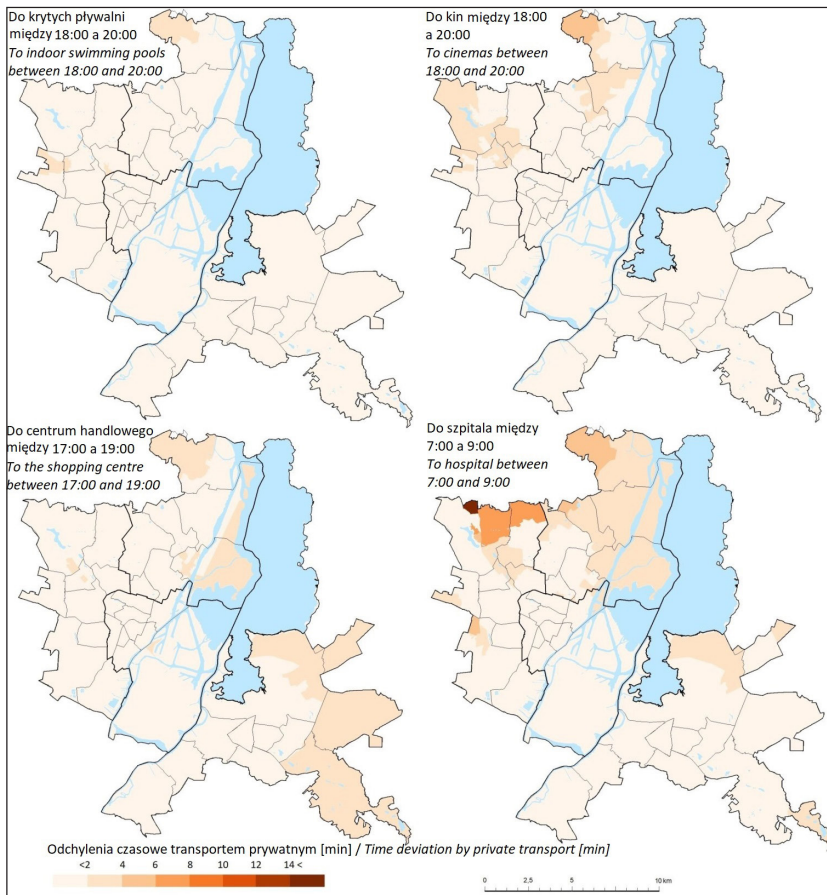 Do krytych pływalni
między 18:00 a 20:00
To indoor swimming pools
between 18:00 and 20:00
Do kin między 18:00
a 20:00
To cinemas between
18:00 and 20:00
Do centrum handlowego
między 17:00 a 19:00
To the shopping centre
between 17:00 and 19:00
Do szpitala między
7:00 a 9:00
To hospital between
7:00 and 9:00
Odchylenia czasowe transportem prywatnym [min] / Time deviation by private transport [min]
<2 4 6 8 10 12 14 <
0 2,5 5 10 km